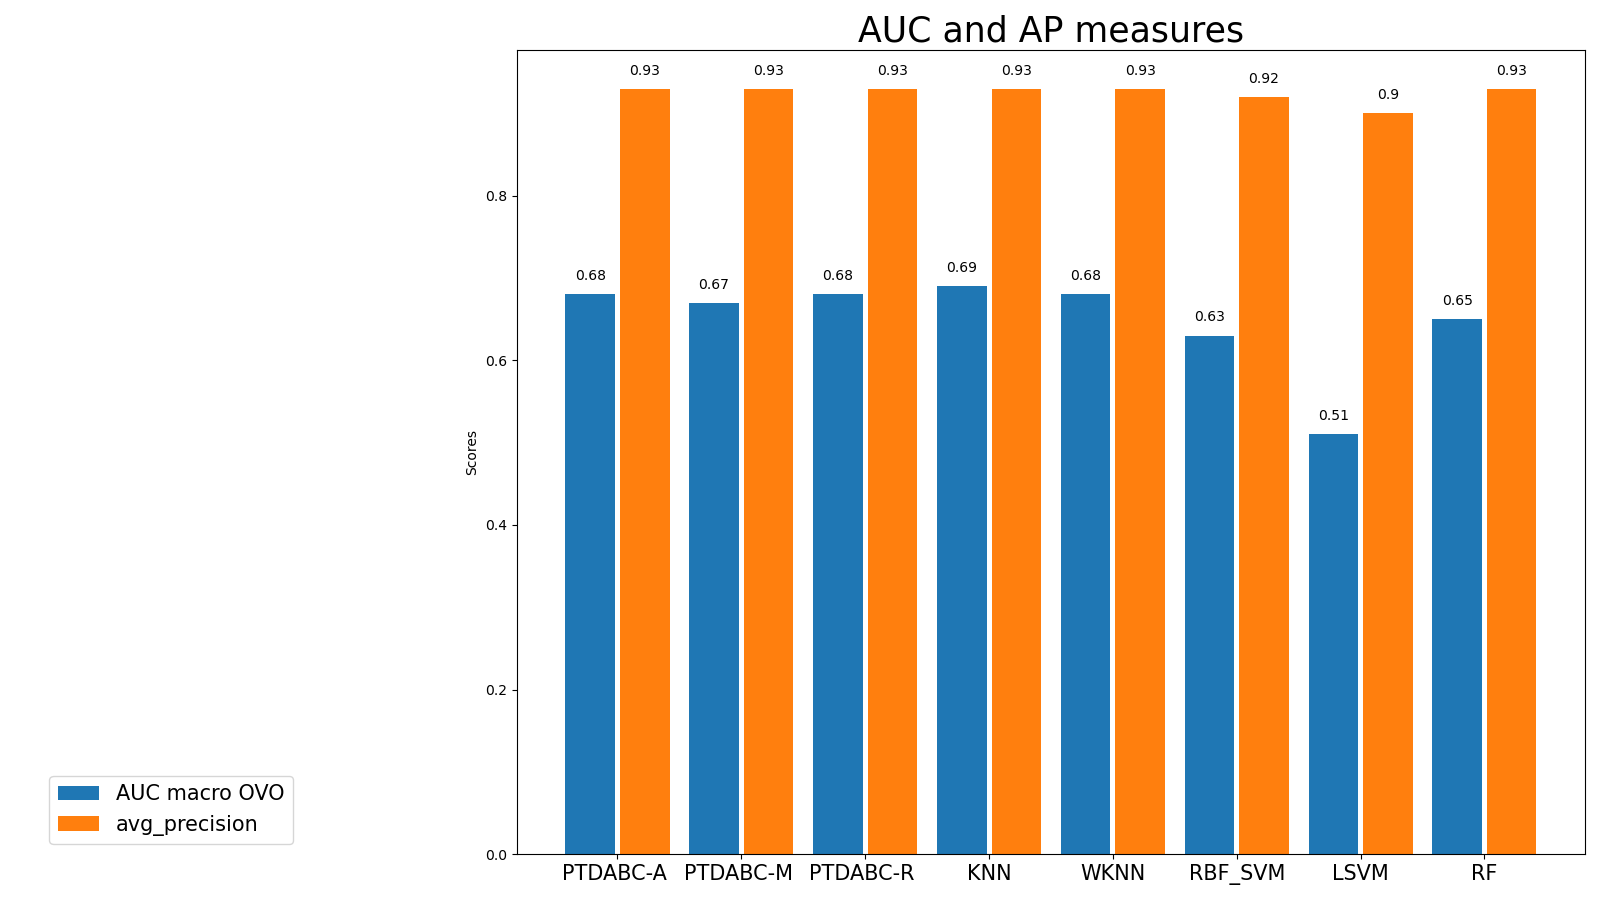 AUC and AP measures
0.93 0.93 0.93 0.93 0.93 0.92 0.9 0.93
0.68 0.67 0.68 0.69 0.68 0.63 0.51 0.65
0.8
0.6
0.4
0.2
0.0
Scores
PTDABC-A PTDABC-M PTDABC-R KNN WKNN RBF_SVM LSVM RF
AUC macro OVO
avg_precision